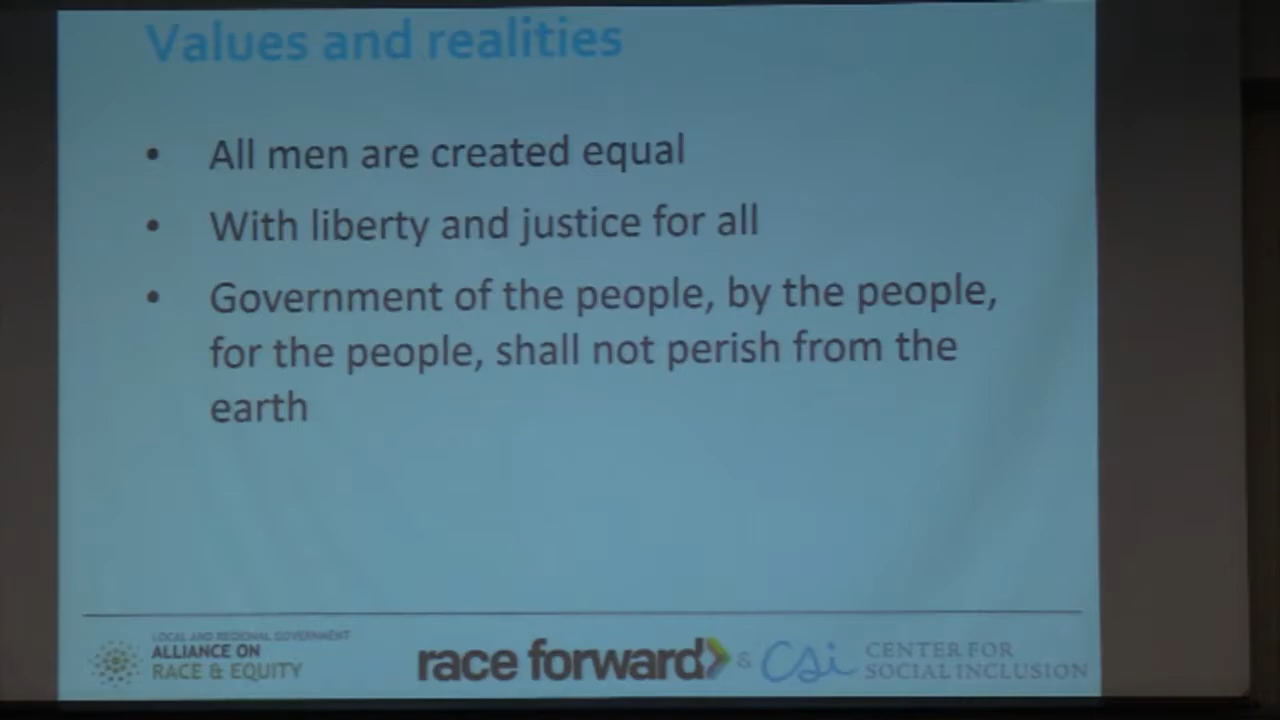 Values and realities
• All men are created equal
• With liberty and justice for all
• Government of the people, by the people,
for the people, shall not perish from the
earth
LOCAL AND REGIONAL GOVERNMENT
ALLIANCE ON
RACE & EQUITY
race forward & csi CENTER FOR
SOCIAL INCLUSION